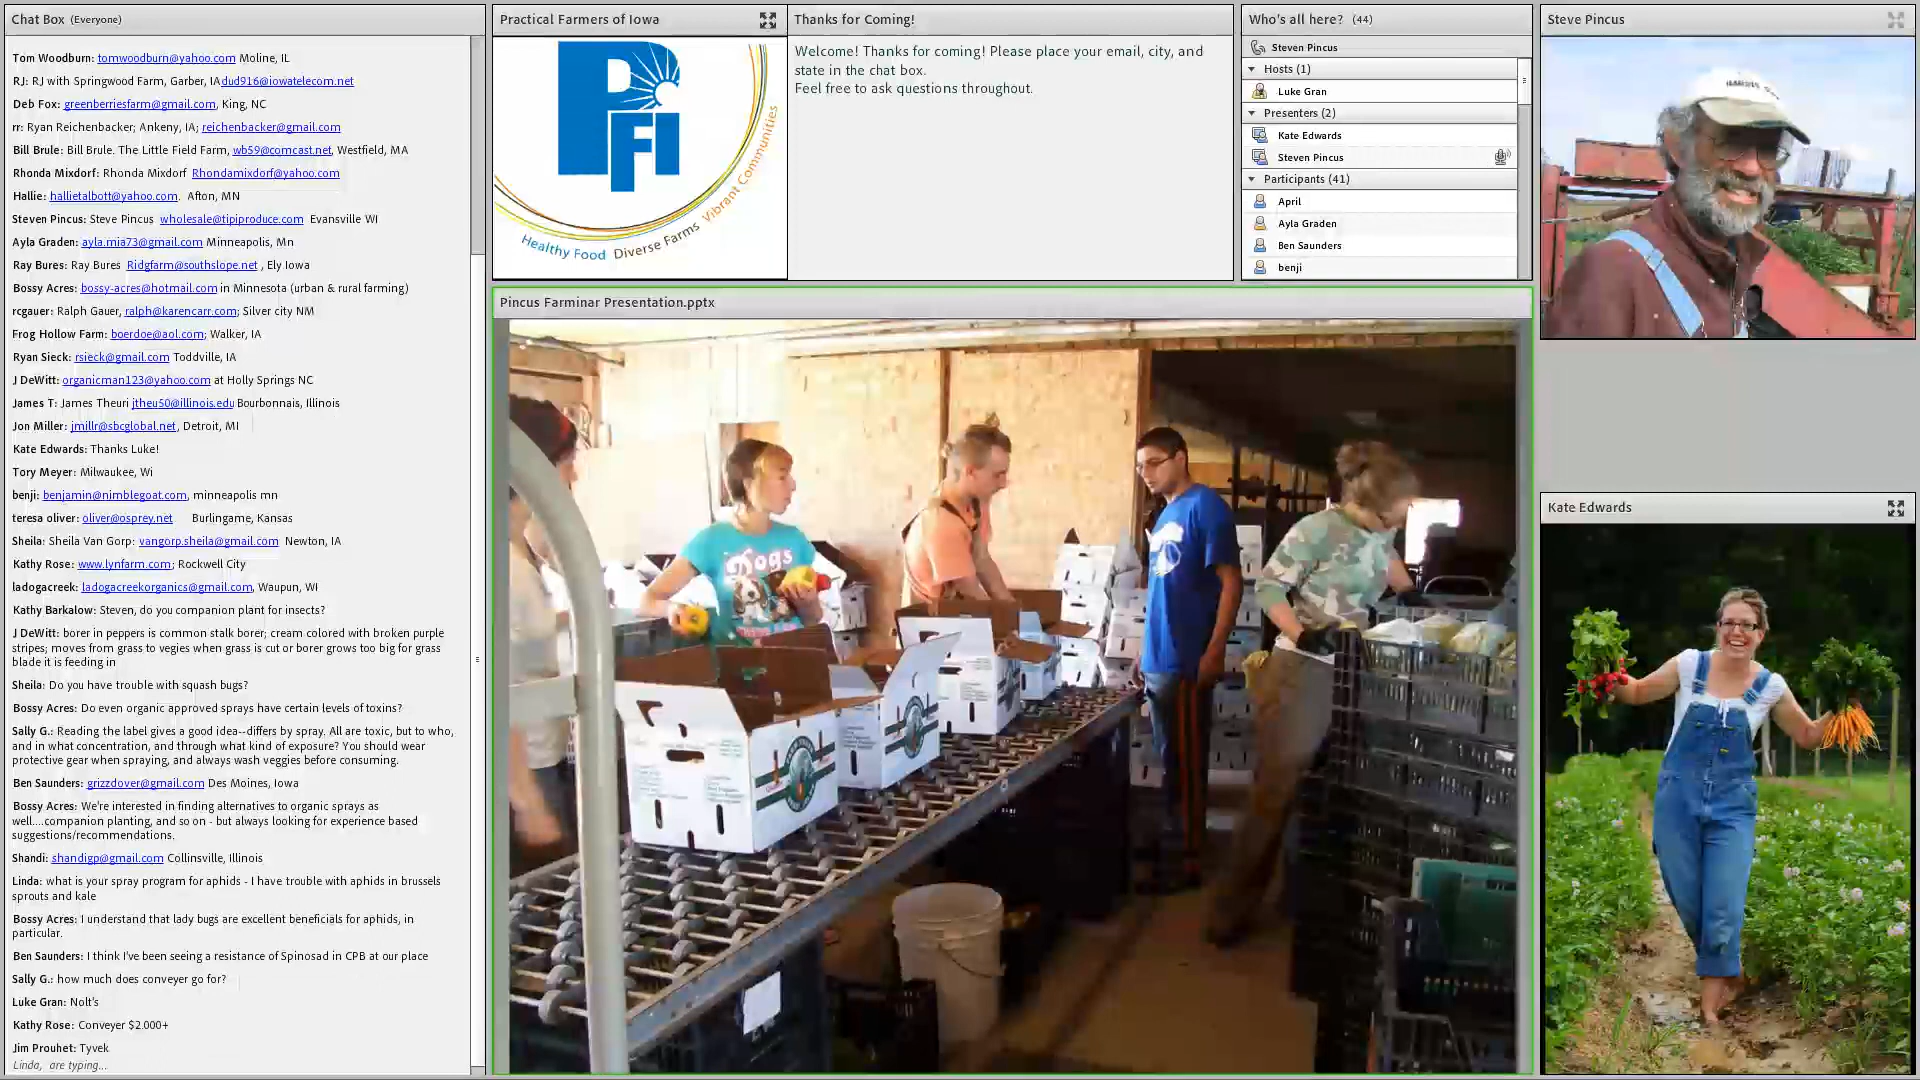 Chat Box (Everyone)
Tom Woodburn: tomwoodburn@yahoo.com Moline, IL
RJ: RJ with Springwood Farm, Garber, IA dud916@iowatelecom.net
Deb Fox: greenberriesfarm@gmail.com, King, NC
rr: Ryan Reichenbacker; Ankeny, IA; reichenbacker@gmail.com
Bill Brule: Bill Brule. The Little Field Farm, wb59@comcast.net, Westfield, MA
Rhonda Mixdorf: Rhonda Mixdorf Rhondamixdorf@yahoo.com
Hallie: hallietalbott@yahoo.com. Afton, MN
Steven Pincus: Steve Pincus wholesale@tipiproduce.com Evansville WI
Ayla Graden: ayla.mia73@gmail.com Minneapolis, Mn
Ray Bures: Ray Bures Ridgfarm@southslope.net , Ely Iowa
Bossy Acres: bossy-acres@hotmail.com in Minnesota (urban & rural farming)
rcgauer: Ralph Gauer, ralph@karencarr.com; Silver city NM
Frog Hollow Farm: boerdoe@aol.com; Walker, IA
Ryan Sieck: rsieck@gmail.com Toddville, IA
J DeWitt: organicman123@yahoo.com at Holly Springs NC
James T: James Theuri jtheu50@illinois.edu Bourbonnais, Illinois
Jon Miller: jmillr@sbcglobal.net, Detroit, MI
Kate Edwards: Thanks Luke!
Tory Meyer: Milwaukee, Wi
benji: benjamin@nimblegoat.com, minneapolis mn
teresa oliver: oliver@osprey.net Burlingame, Kansas
Sheila: Sheila Van Gorp: vangorp.sheila@gmail.com Newton, IA
Kathy Rose: www.lynfarm.com; Rockwell City
ladogacreek: ladogacreekorganics@gmail.com, Waupun, WI
Kathy Barkalow: Steven, do you companion plant for insects?
J DeWitt: borer in peppers is common stalk borer; cream colored with broken purple
stripes; moves from grass to vegies when grass is cut or borer grows too big for grass
blade it is feeding in
Sheila: Do you have trouble with squash bugs?
Bossy Acres: Do even organic approved sprays have certain levels of toxins?
Sally G.: Reading the label gives a good idea--differs by spray. All are toxic, but to who,
and in what concentration, and through what kind of exposure? You should wear
protective gear when spraying, and always wash veggies before consuming.
Ben Saunders: grizzdover@gmail.com Des Moines, Iowa
Bossy Acres: We're interested in finding alternatives to organic sprays as
well....companion planting, and so on - but always looking for experience based
suggestions/recommendations.
Shandi: shandigp@gmail.com Collinsville, Illinois
Linda: what is your spray program for aphids - I have trouble with aphids in brussels
sprouts and kale
Bossy Acres: I understand that lady bugs are excellent beneficials for aphids, in
particular.
Ben Saunders: I think I've been seeing a resistance of Spinosad in CPB at our place
Sally G.: how much does conveyer go for?
Luke Gran: Nolt's
Kathy Rose: Conveyer $2.000+
Jim Prouhet: Tyvek
Linda, are typing...
Practical Farmers of Iowa
PFI
Healthy Food Diverse Farms Vibrant Communities
Thanks for Coming!
Welcome! Thanks for coming! Please place your email, city, and
state in the chat box.
Feel free to ask questions throughout.
Who's all here? (44)
Steven Pincus
Hosts (1)
Luke Gran
Presenters (2)
Kate Edwards
Steven Pincus
Participants (41)
April
Ayla Graden
Ben Saunders
benji
Pincus Farminar Presentation.pptx
Dogs
Steve Pincus
Kate Edwards